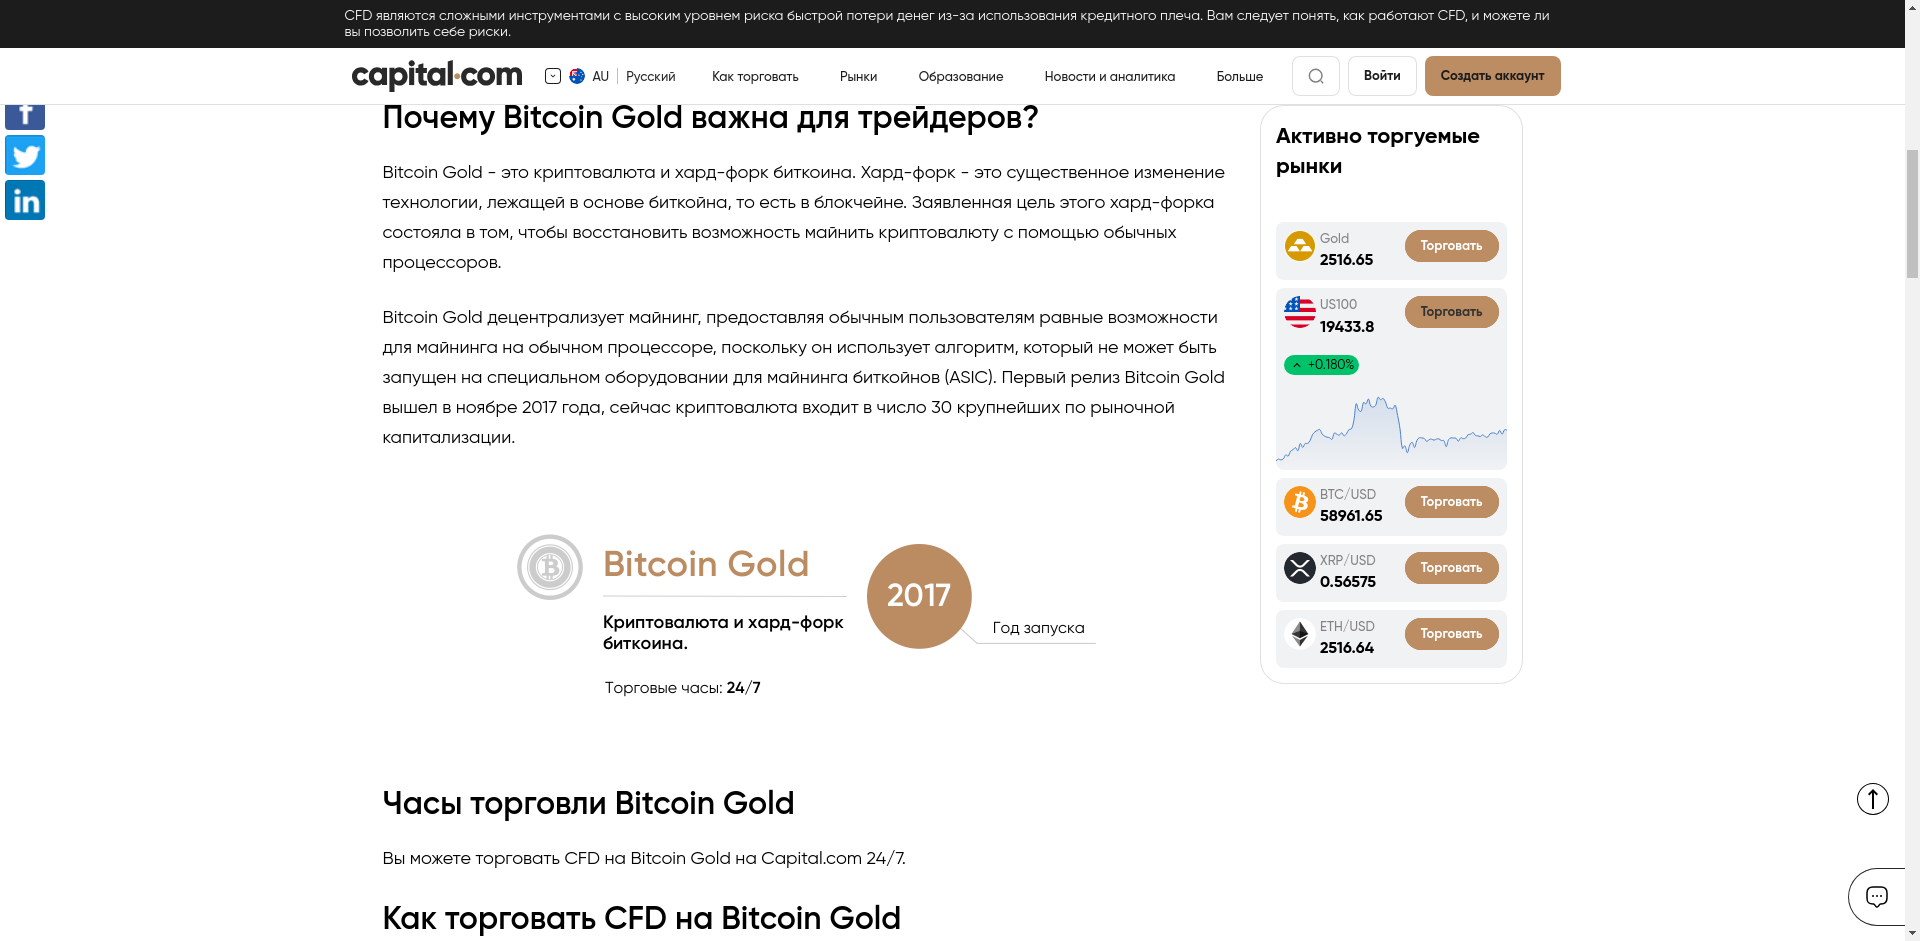 CFD являются сложными инструментами с высоким уровнем риска быстрой потери денег из-за использования кредитного плеча. Вам следует понять, как работают CFD, и можете ли
вы позволить себе риски.
capital.com
AU
Русский
Как торговать
Рынки
Образование
Новости и аналитика
Больше
Войти
Создать аккаунт
Почему Bitcoin Gold важна для трейдеров?
Bitcoin Gold - это криптовалюта и хард-форк биткоина. Хард-форк - это существенное изменение
технологии, лежащей в основе биткойна, то есть в блокчейне. Заявленная цель этого хард-форка
состояла в том, чтобы восстановить возможность майнить криптовалюту с помощью обычных
процессоров.
Bitcoin Gold децентрализует майнинг, предоставляя обычным пользователям равные возможности
для майнинга на обычном процессоре, поскольку он использует алгоритм, который не может быть
запущен на специальном оборудовании для майнинга биткойнов (ASIC). Первый релиз Bitcoin Gold
вышел в ноябре 2017 года, сейчас криптовалюта входит в число 30 крупнейших по рыночной
капитализации.
Bitcoin Gold
Криптовалюта и хард-форк
биткоина.
Торговые часы: 24/7
2017
Год запуска
Часы торговли Bitcoin Gold
Вы можете торговать CFD на Bitcoin Gold на Capital.com 24/7.
Как торговать CFD на Bitcoin Gold
Активно торгуемые
рынки
Gold
2516.65
Торговать
US100
19433.8
Торговать
+0.180%
BTC/USD
58961.65
Торговать
XRP/USD
0.56575
Торговать
ETH/USD
2516.64
Торговать